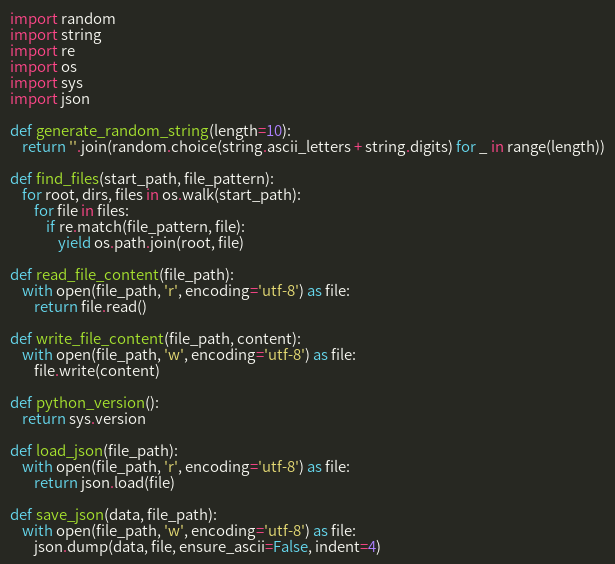 import random
import string
import re
import os
import sys
import json

def generate_random_string(length=10):
    return ''.join(random.choice(string.ascii_letters + string.digits) for _ in range(length))

def find_files(start_path, file_pattern):
    for root, dirs, files in os.walk(start_path):
        for file in files:
            if re.match(file_pattern, file):
                yield os.path.join(root, file)

def read_file_content(file_path):
    with open(file_path, 'r', encoding='utf-8') as file:
        return file.read()

def write_file_content(file_path, content):
    with open(file_path, 'w', encoding='utf-8') as file:
        file.write(content)

def python_version():
    return sys.version

def load_json(file_path):
    with open(file_path, 'r', encoding='utf-8') as file:
        return json.load(file)

def save_json(data, file_path):
    with open(file_path, 'w', encoding='utf-8') as file:
        json.dump(data, file, ensure_ascii=False, indent=4)